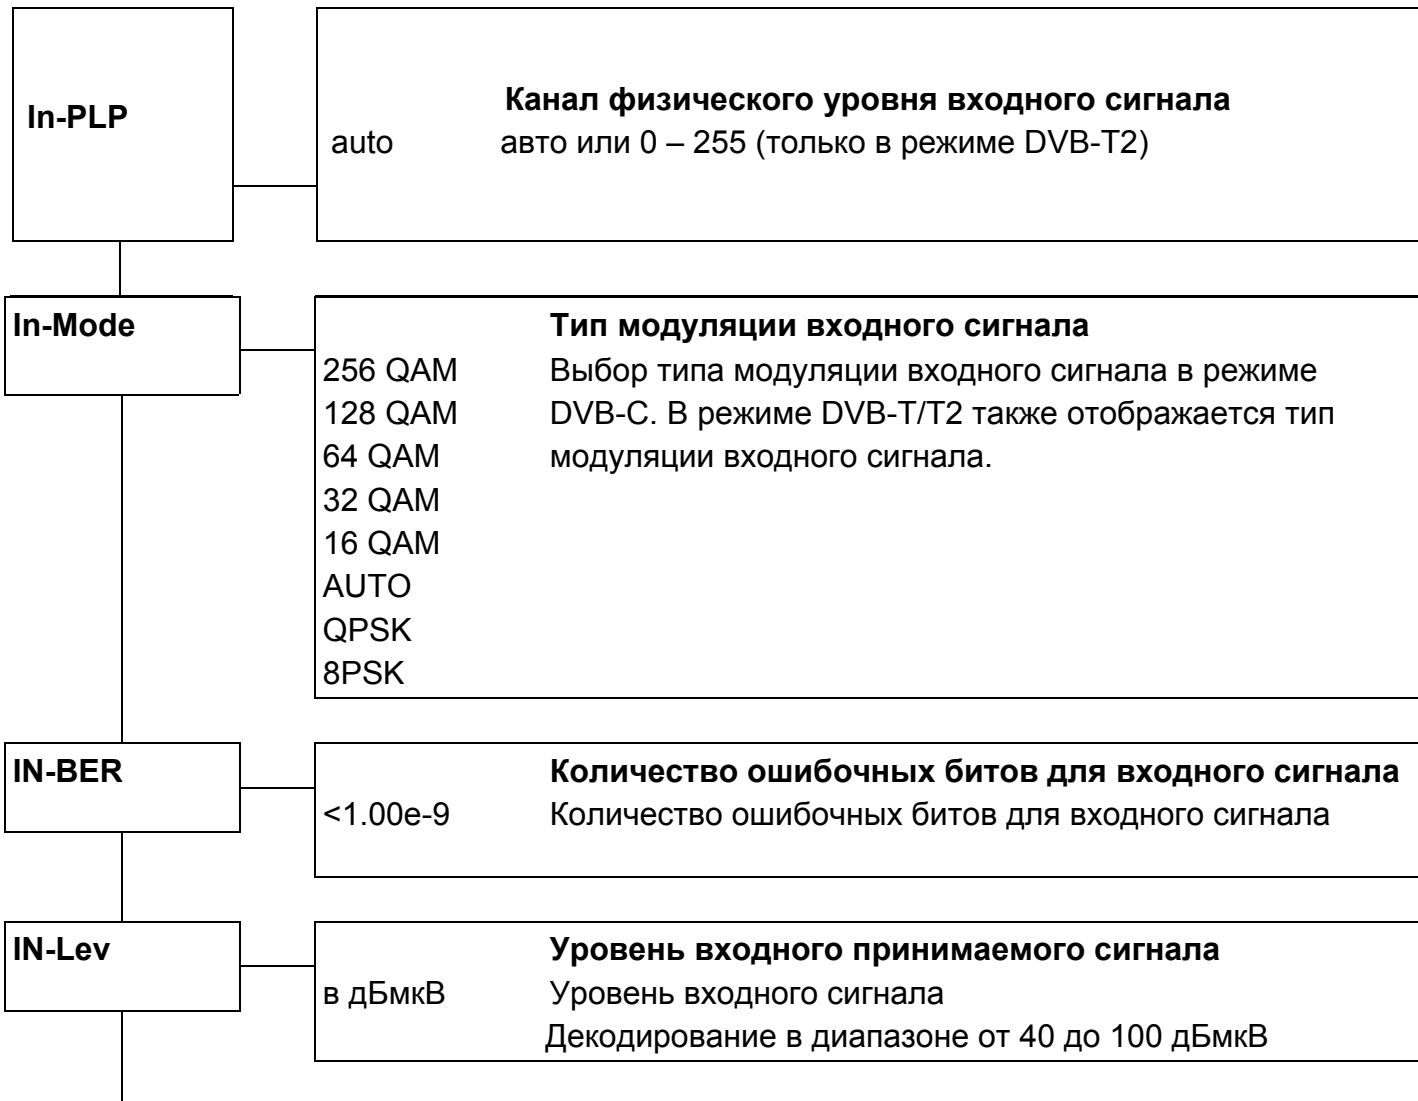 In-PLP
Канал физического уровня входного сигнала
auto авто или 0 – 255 (только в режиме DVB-T2)
In-Mode Тип модуляции входного сигнала
256 QAM Выбор типа модуляции входного сигнала в режиме
128 QAM DVB-C. В режиме DVB-T/T2 также отображается тип
64 QAM модуляции входного сигнала.
32 QAM
16 QAM
AUTO
QPSK
8PSK
IN-BER Количество ошибочных битов для входного сигнала
<1.00e-9 Количество ошибочных битов для входного сигнала
IN-Lev Уровень входного принимаемого сигнала
в дБмкВ Уровень входного сигнала
Декодирование в диапазоне от 40 до 100 дБмкВ